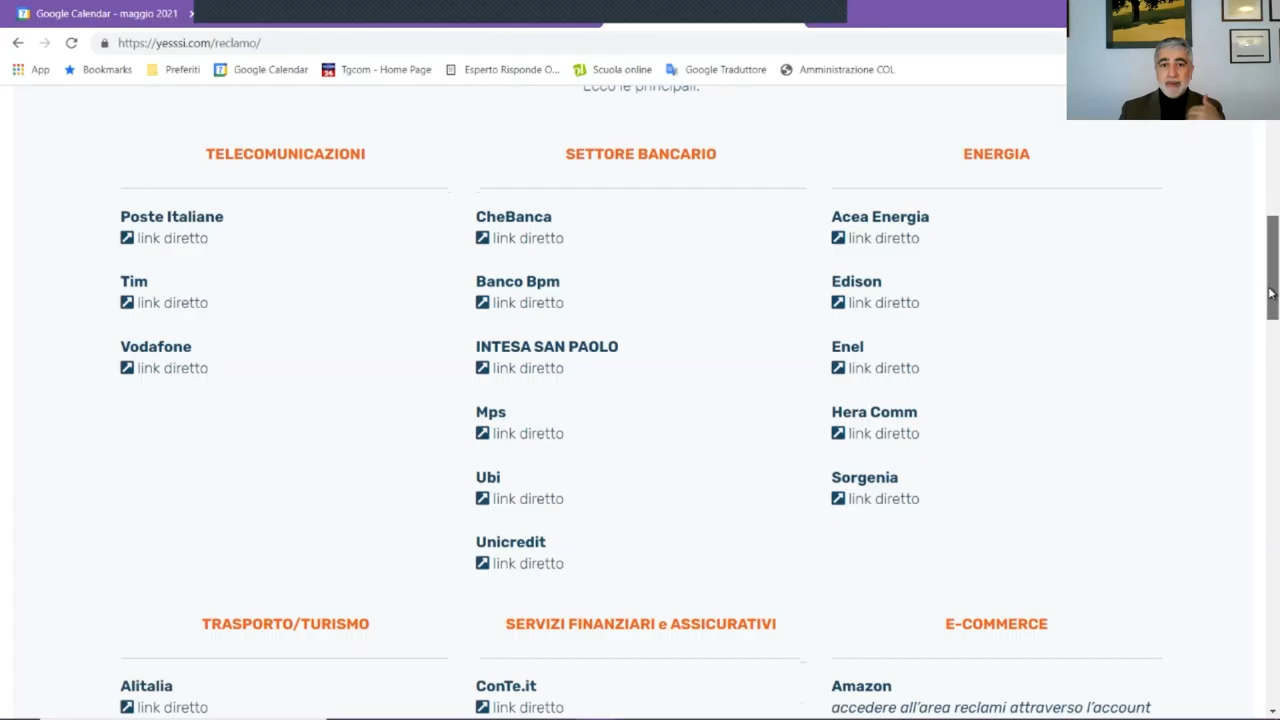 Google Calendar - maggio 2021
https://yesssi.com/reclamo/
App
Bookmarks
Preferiti
Google Calendar
Tgcom - Home Page
Esperto Risponde O...
Scuola online
Google Traduttore
Amministrazione COL
Ecco le principali.
TELECOMUNICAZIONI
Poste Italiane
link diretto
Tim
link diretto
Vodafone
link diretto
SETTORE BANCARIO
CheBanca
link diretto
Banco Bpm
link diretto
INTESA SAN PAOLO
link diretto
Mps
link diretto
Ubi
link diretto
Unicredit
link diretto
ENERGIA
Acea Energia
link diretto
Edison
link diretto
Enel
link diretto
Hera Comm
link diretto
Sorgenia
link diretto
TRASPORTO/TURISMO
Alitalia
link diretto
SERVIZI FINANZIARI e ASSICURATIVI
ConTe.it
link diretto
E-COMMERCE
Amazon
accedere all'area reclami attraverso l'account